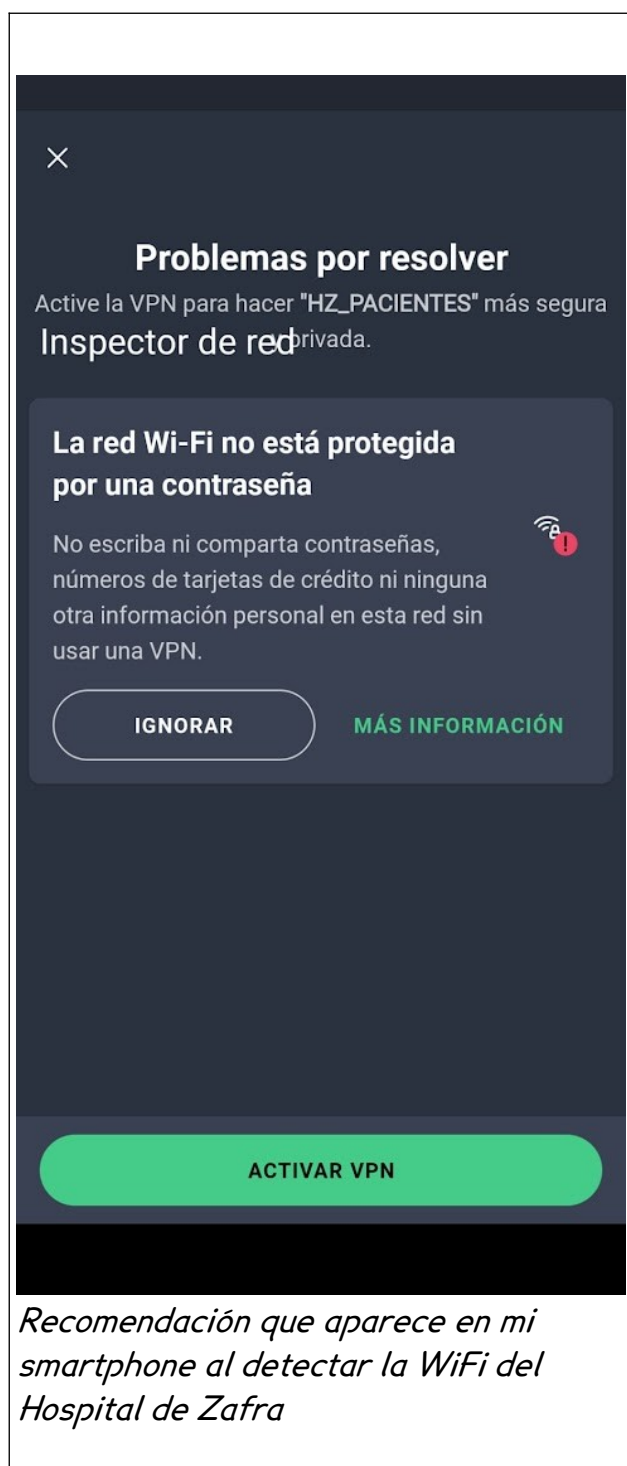 Problemas por resolver
Active la VPN para hacer "HZ_PACIENTES" más segura
y privada.
Inspector de red
La red Wi-Fi no está protegida
por una contraseña
No escriba ni comparta contraseñas,
números de tarjetas de crédito ni ninguna
otra información personal en esta red sin
usar una VPN.
IGNORAR
MÁS INFORMACIÓN
ACTIVAR VPN
Recomendación que aparece en mi
smartphone al detectar la WiFi del
Hospital de Zafra